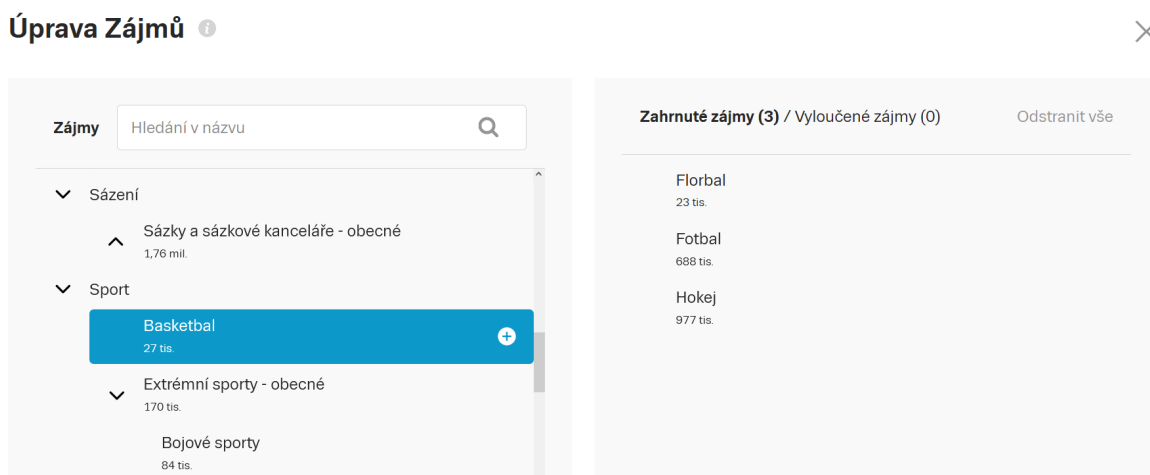 Úprava Zájmů
Zájmy
Hledání v názvu
Sázení
Sázky a sázkové kanceláře - obecné
1,76 mil.
Sport
Basketbal
27 tis.
Extrémní sporty - obecné
170 tis.
Bojové sporty
84 tis.
Zahrnuté zájmy (3) / Vyloučené zájmy (0)
Odstranit vše
Florbal
23 tis.
Fotbal
688 tis.
Hokej
977 tis.